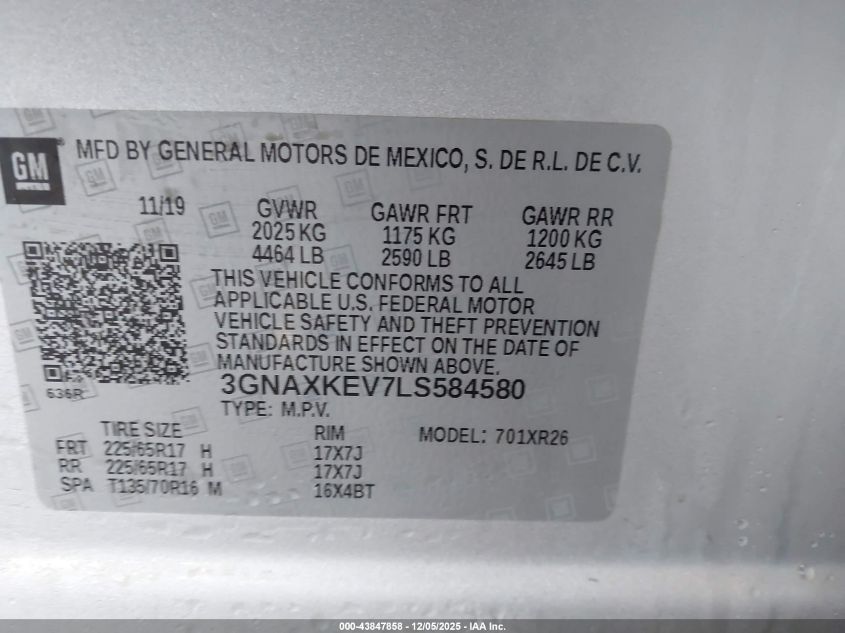 GM
MEXICO
MFD BY GENERAL MOTORS DE MEXICO, S. DE R.L. DE C.V.
11/19 GVWR GAWR FRT GAWR RR
2025 KG 1175 KG 1200 KG
4464 LB 2590 LB 2645 LB
THIS VEHICLE CONFORMS TO ALL
APPLICABLE U.S. FEDERAL MOTOR
VEHICLE SAFETY AND THEFT PREVENTION
STANDARDS IN EFFECT ON THE DATE OF
MANUFACTURE SHOWN ABOVE.
636R
3GNAXKEV7LS584580
TYPE: M.P.V.
TIRE SIZE RIM MODEL: 701XR26
FRT 225/65R17 H 17X7J
RR 225/65R17 H 17X7J
SPA T135/70R16 M 16X4BT
000-43847858 - 12/05/2025 - IAA Inc.